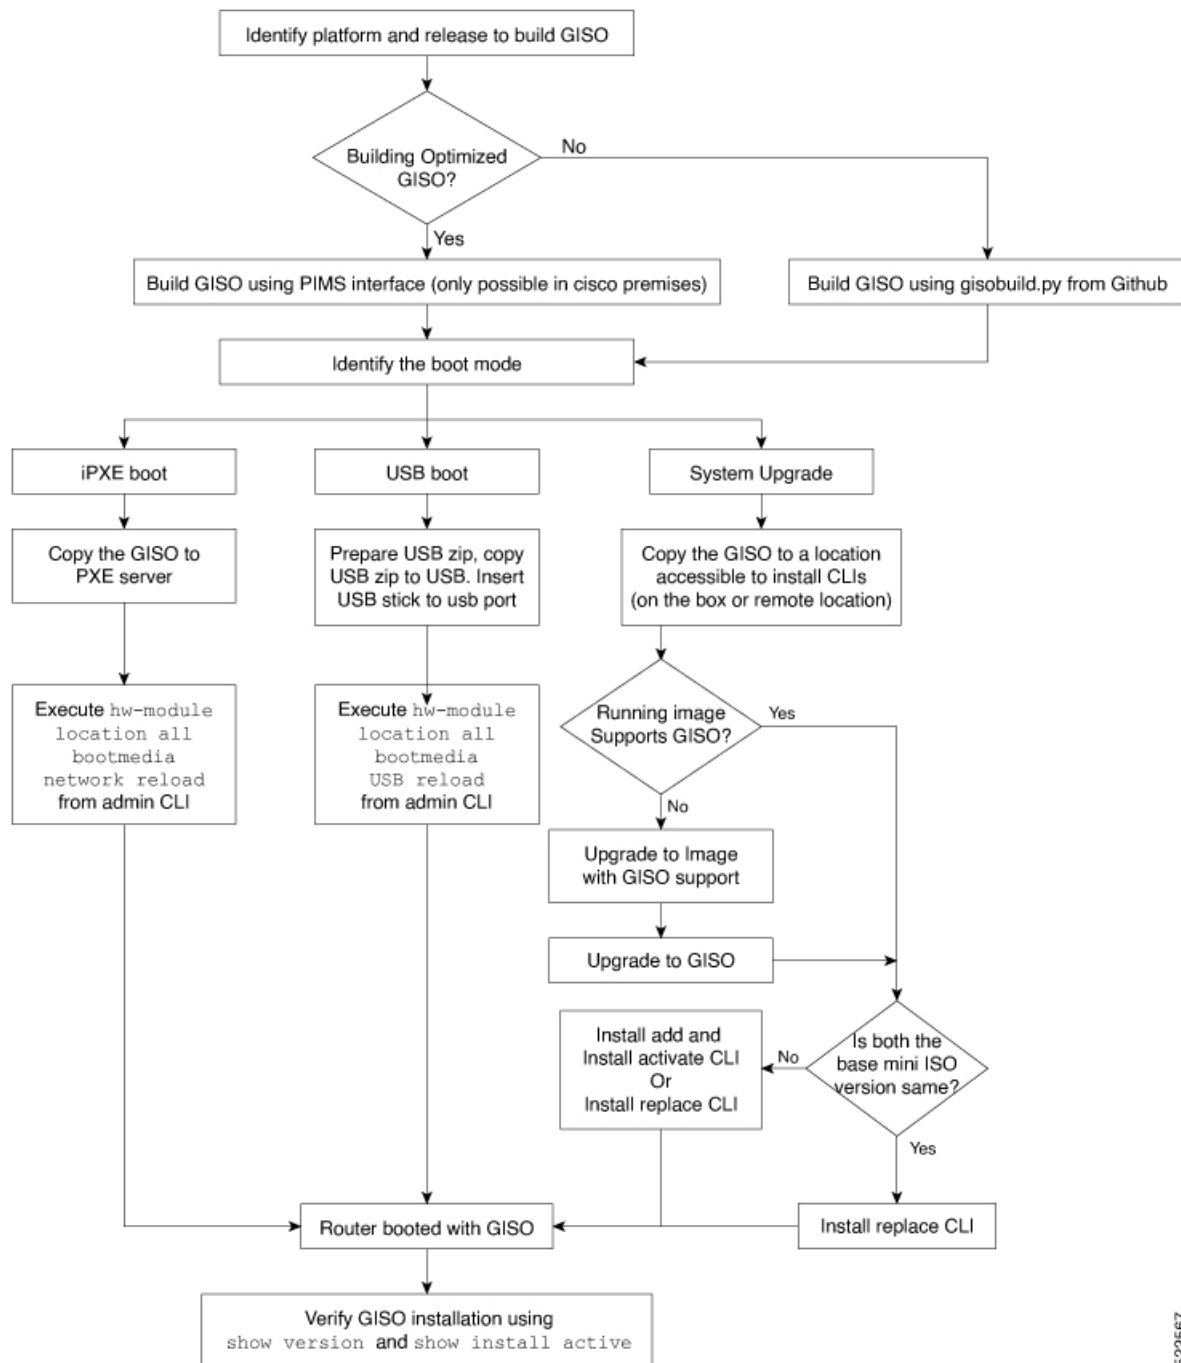 Identify platform and release to build GISO
Building Optimized
GISO?
No
Yes
Build GISO using PIMS interface (only possible in cisco premises)
Build GISO using gisobuild.py from Github
Identify the boot mode
iPXE boot
USB boot
System Upgrade
Copy the GISO to
PXE server
Prepare USB zip, copy
USB zip to USB. Insert
USB stick to usb port
Copy the GISO to a location
accessible to install CLIs
(on the box or remote location)
Execute hw-module
location all
bootmedia
network reload
from admin CLI
Execute hw-module
location all
bootmedia
USB reload
from admin CLI
Running image
Supports GISO?
Yes
No
Upgrade to Image
with GISO support
Upgrade to GISO
Install add and
Install activate CLI
Or
Install replace CLI
No
Is both the
base mini ISO
version same?
Yes
Router booted with GISO
Install replace CLI
Verify GISO installation using
show version and show install active